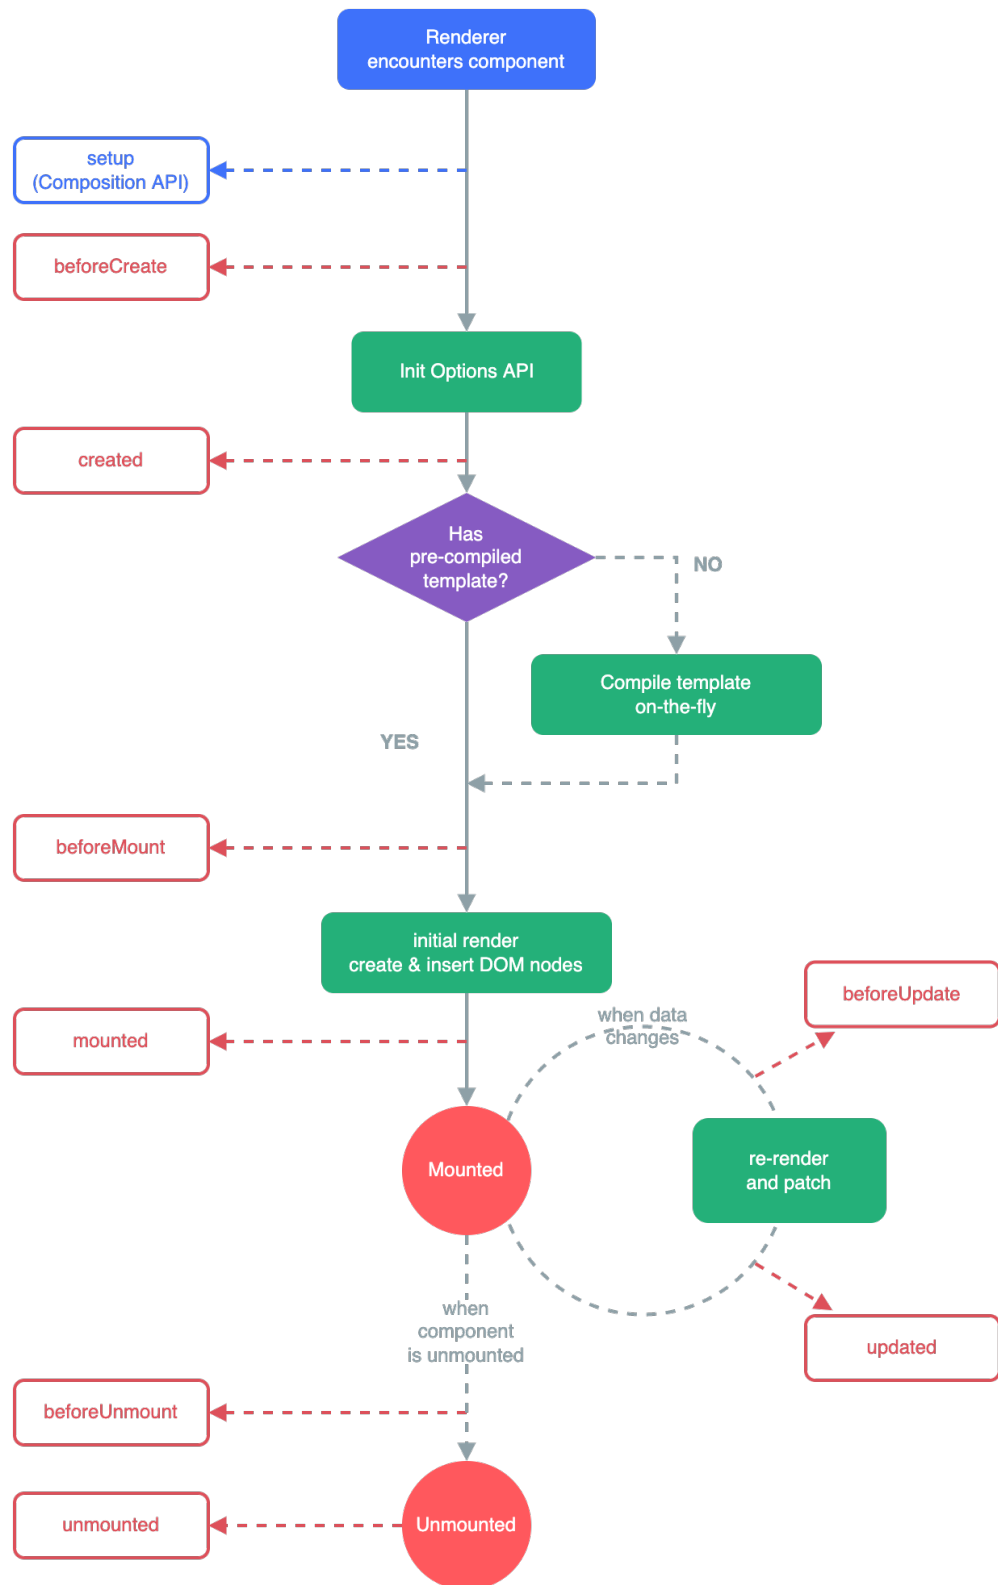 Renderer
encounters component
setup
(Composition API)
beforeCreate
Init Options API
created
Has
pre-compiled
template?
NO
Compile template
on-the-fly
YES
beforeMount
initial render
create & insert DOM nodes
beforeUpdate
when data
changes
mounted
Mounted
re-render
and patch
when
component
is unmounted
updated
beforeUnmount
unmounted
Unmounted